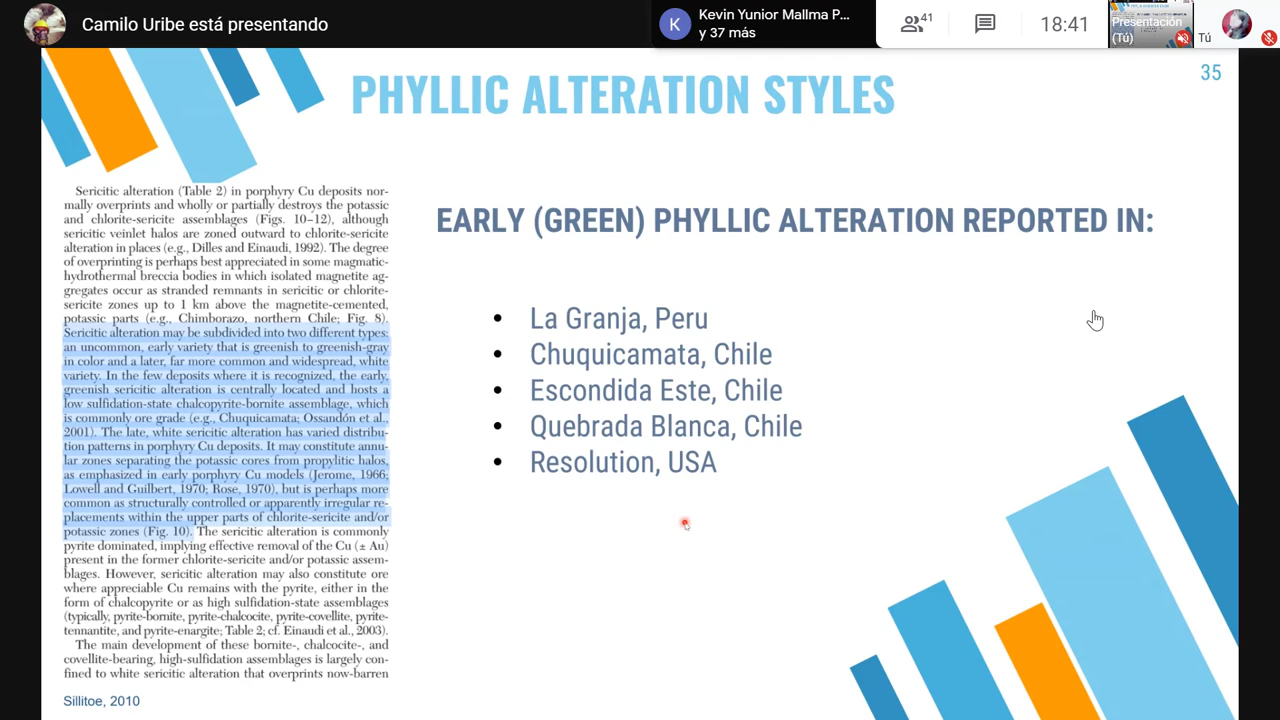 Camilo Uribe está presentando
K
Kevin Yunior Mallma P...
y 37 más
41
18:41
Presentación
(Tú)
Tú
PHYLLIC ALTERATION STYLES
35
Sericitic alteration (Table 2) in porphyry Cu deposits nor-
mally overprints and wholly or partially destroys the potassic
and chlorite-sericite assemblages (Figs. 10–12), although
sericitic veinlet halos are zoned outward to chlorite-sericite
alteration in places (e.g., Dilles and Einaudi, 1992). The degree
of overprinting is perhaps best appreciated in some magmatic-
hydrothermal breccia bodies in which isolated magnetite ag-
gregates occur as stranded remnants in sericitic or chlorite-
sericite zones up to 1 km above the magnetite-cemented,
potassic parts (e.g., Chimborazo, northern Chile; Fig. 8).
Sericitic alteration may be subdivided into two different types:
an uncommon, early variety that is greenish to greenish-gray
in color and a later, far more common and widespread, white
variety. In the few deposits where it is recognized, the early,
greenish sericitic alteration is centrally located and hosts a
low sulfidation-state chalcopyrite-bornite assemblage, which
is commonly ore grade (e.g., Chuquicamata; Ossandón et al.,
2001). The late, white sericitic alteration has varied distribu-
tion patterns in porphyry Cu deposits. It may constitute annu-
lar zones separating the potassic cores from propylitic halos,
as emphasized in early porphyry Cu models (Jerome, 1966;
Lowell and Guilbert, 1970; Rose, 1970), but is perhaps more
common as structurally controlled or apparently irregular re-
placements within the upper parts of chlorite-sericite and/or
potassic zones (Fig. 10). The sericitic alteration is commonly
pyrite dominated, implying effective removal of the Cu (± Au)
present in the former chlorite-sericite and/or potassic assem-
blages. However, sericitic alteration may also constitute ore
where appreciable Cu remains with the pyrite, either in the
form of chalcopyrite or as high sulfidation-state assemblages
(typically, pyrite-bornite, pyrite-chalcocite, pyrite-covellite, pyrite-
tennantite, and pyrite-enargite; Table 2; cf. Einaudi et al., 2003).
The main development of these bornite-, chalcocite-, and
covellite-bearing, high-sulfidation assemblages is largely con-
fined to white sericitic alteration that overprints now-barren
Sillitoe, 2010
EARLY (GREEN) PHYLLIC ALTERATION REPORTED IN:
• La Granja, Peru
• Chuquicamata, Chile
• Escondida Este, Chile
• Quebrada Blanca, Chile
• Resolution, USA